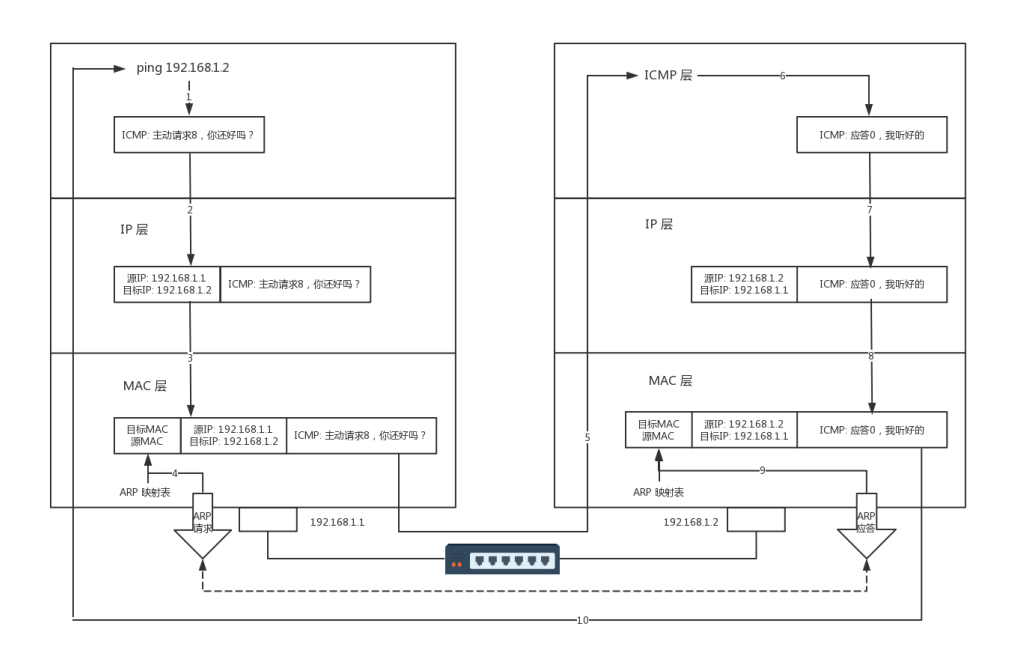 ping 192.168.1.2
1
ICMP: 主动请求8，你还好吗？
2
IP 层
源IP: 192.168.1.1
目标IP: 192.168.1.2
ICMP: 主动请求8，你还好吗？
3
MAC 层
目标MAC
源MAC
源IP: 192.168.1.1
目标IP: 192.168.1.2
ICMP: 主动请求8，你还好吗？
4
ARP 映射表
ARP
请求
192.168.1.1
5
ICMP 层
6
ICMP: 应答0，我听好的
7
IP 层
源IP: 192.168.1.2
目标IP: 192.168.1.1
ICMP: 应答0，我听好的
8
MAC 层
目标MAC
源MAC
源IP: 192.168.1.2
目标IP: 192.168.1.1
ICMP: 应答0，我听好的
9
ARP 映射表
192.168.1.2
ARP
应答
10